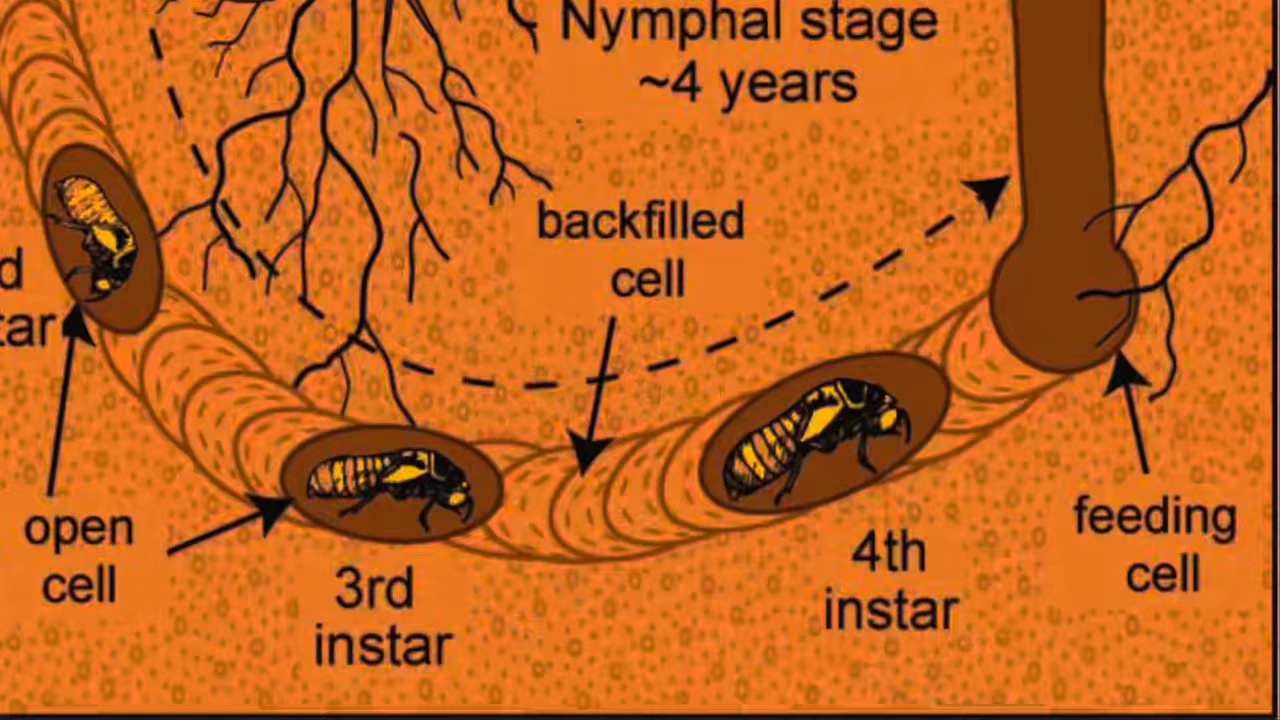 Nymphal stage
~4 years
backfilled
cell
open
cell
3rd
instar
4th
instar
feeding
cell